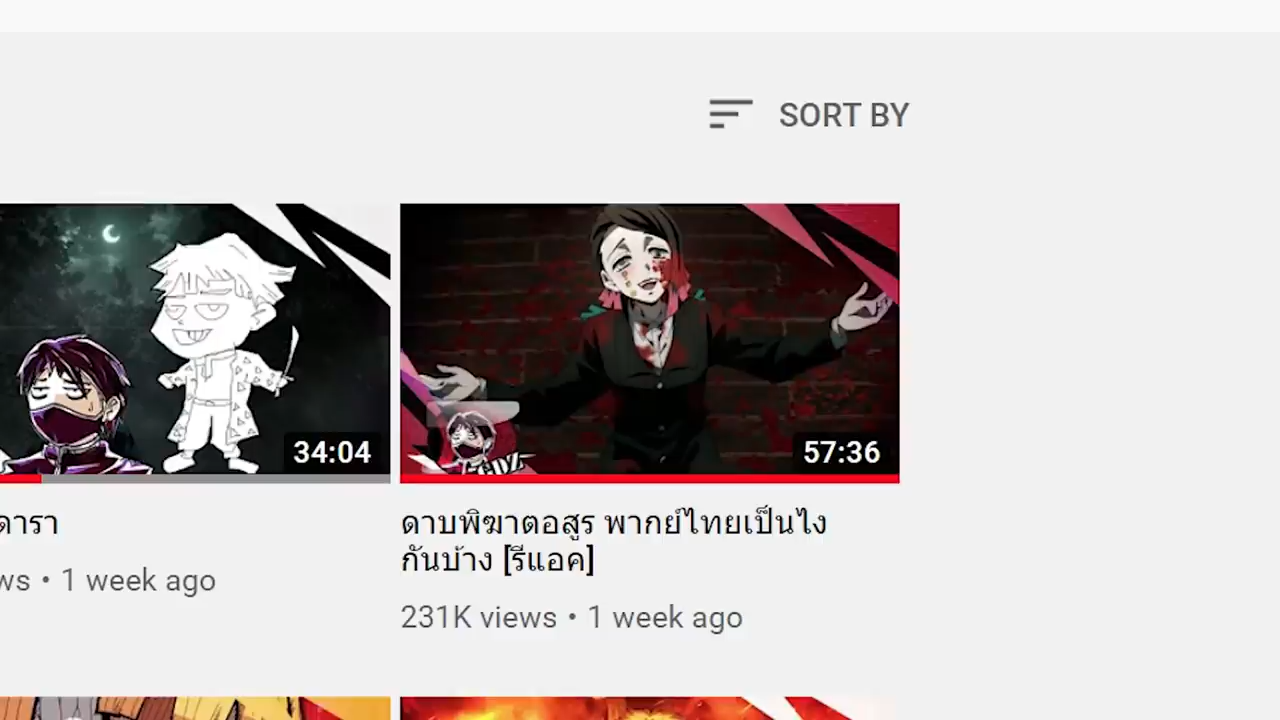 SORT BY
34:04
57:36
ดารา
ws • 1 week ago
ดาบพิฆาตอสูร พากย์ไทยเป็นไง
กันบ้าง [รีแอค]
231K views • 1 week ago